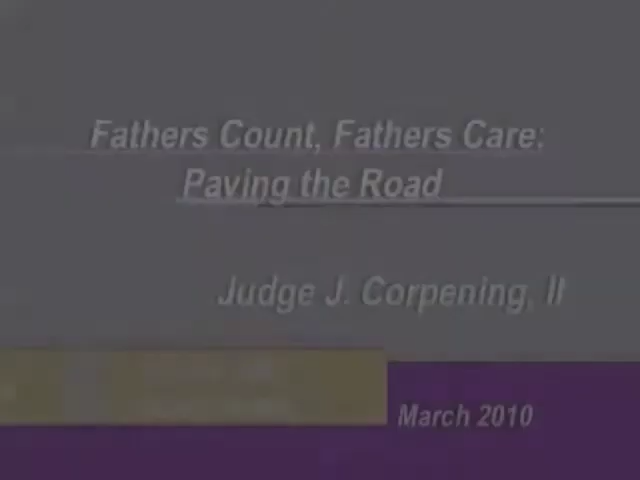 Fathers Count, Fathers Care:
Paving the Road
Judge J. Corpening, II
March 2010